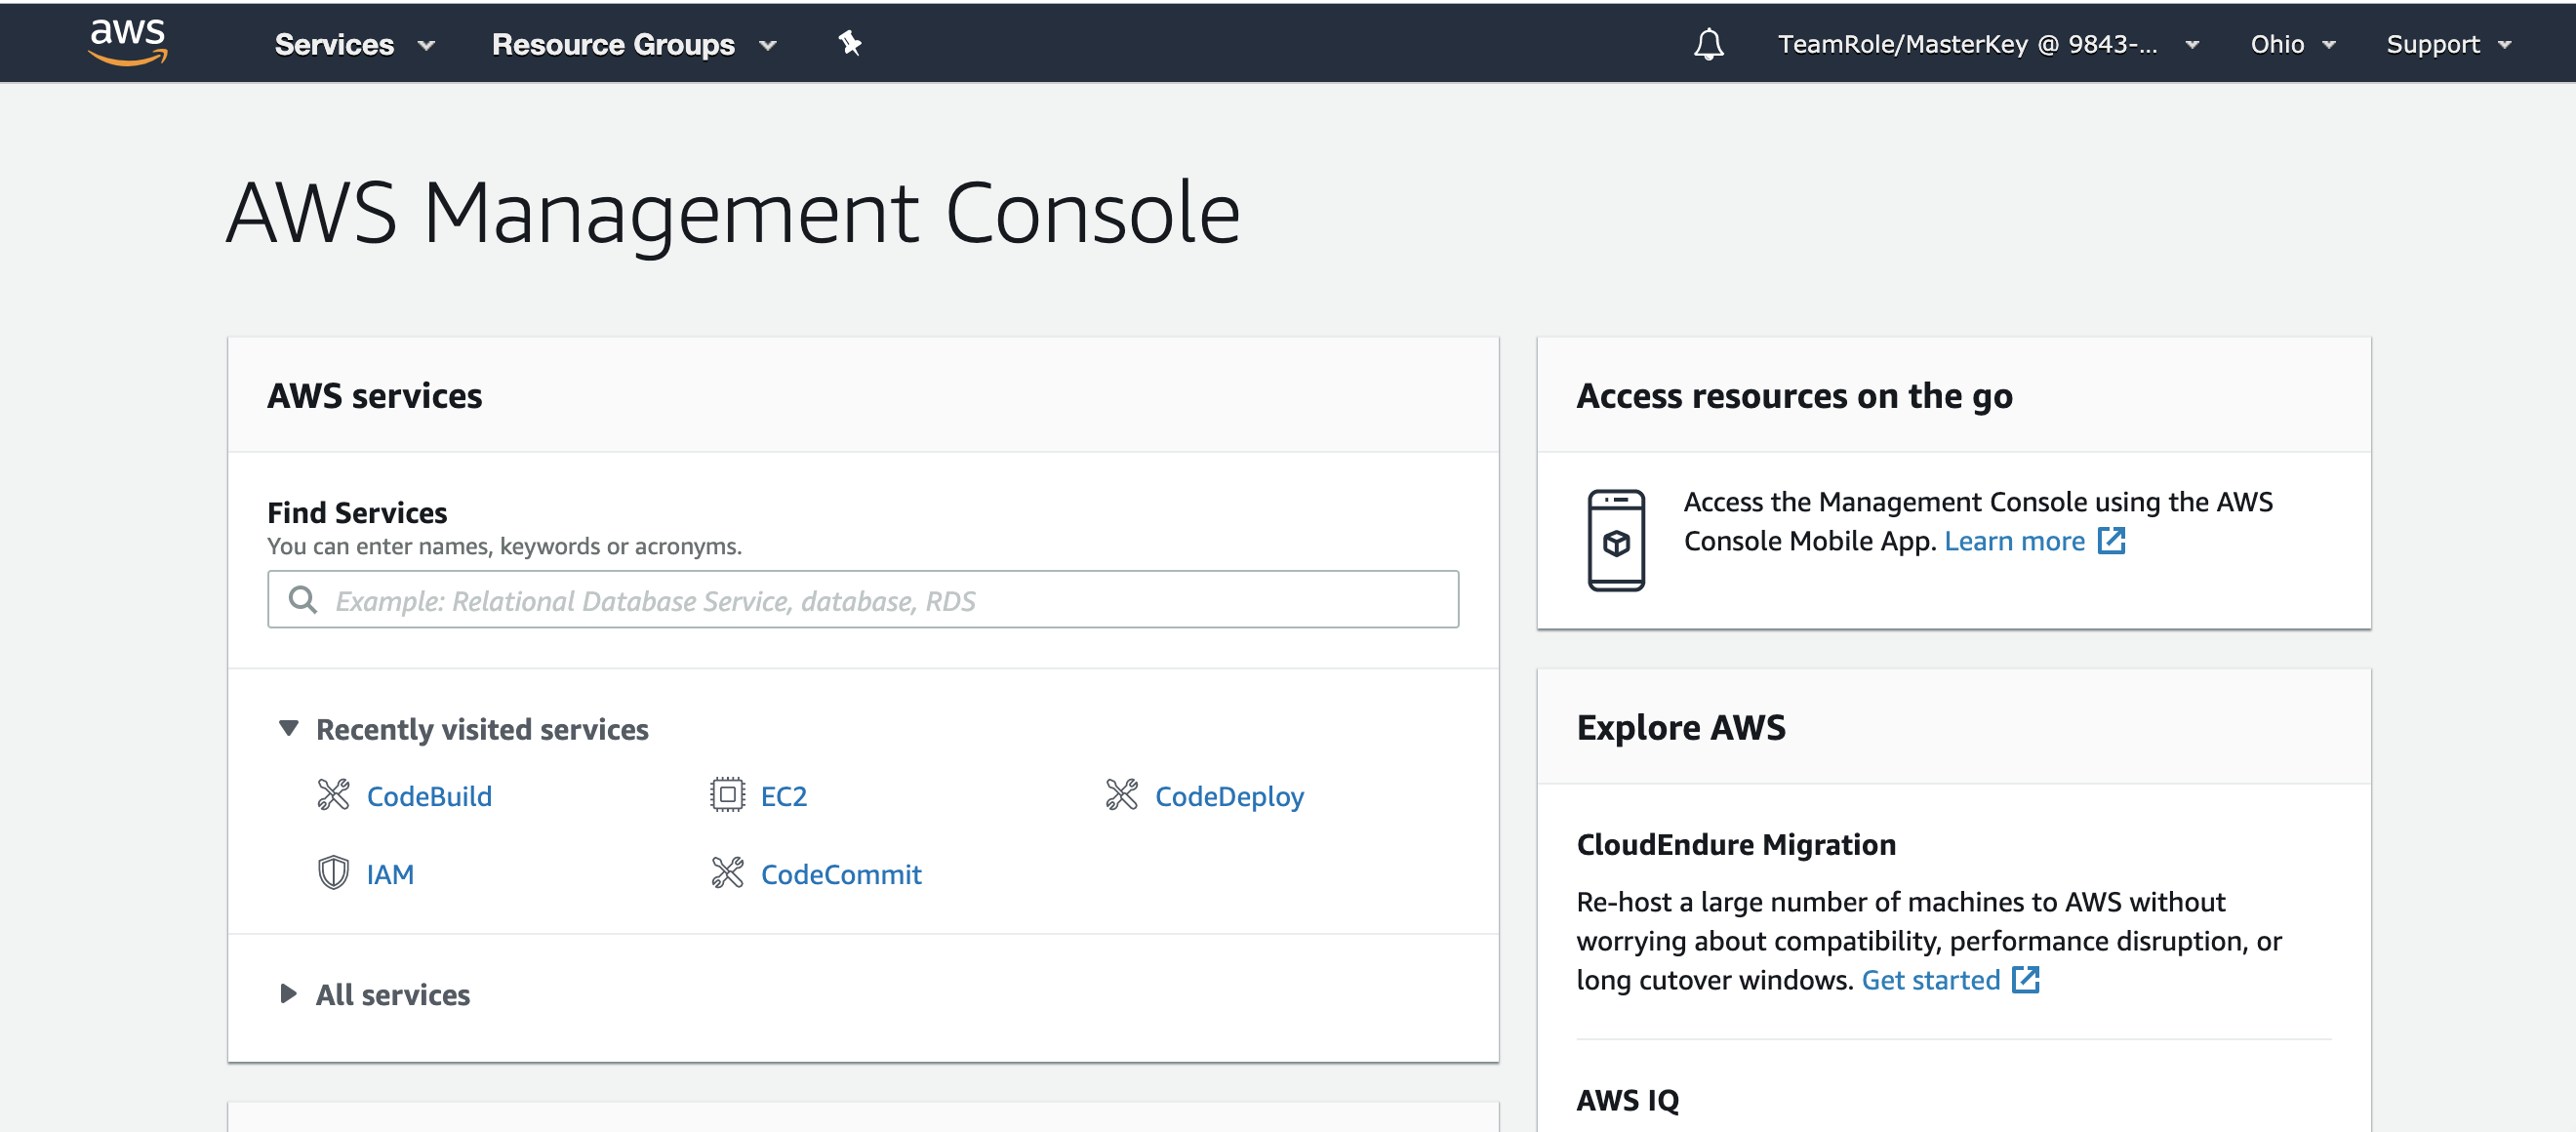 aws Services Resource Groups TeamRole/MasterKey @ 9843-... Ohio Support
AWS Management Console
AWS services
Find Services
You can enter names, keywords or acronyms.
Example: Relational Database Service, database, RDS
Recently visited services
CodeBuild EC2 CodeDeploy
IAM CodeCommit
All services
Access resources on the go
Access the Management Console using the AWS
Console Mobile App. Learn more
Explore AWS
CloudEndure Migration
Re-host a large number of machines to AWS without
worrying about compatibility, performance disruption, or
long cutover windows. Get started
AWS IQ